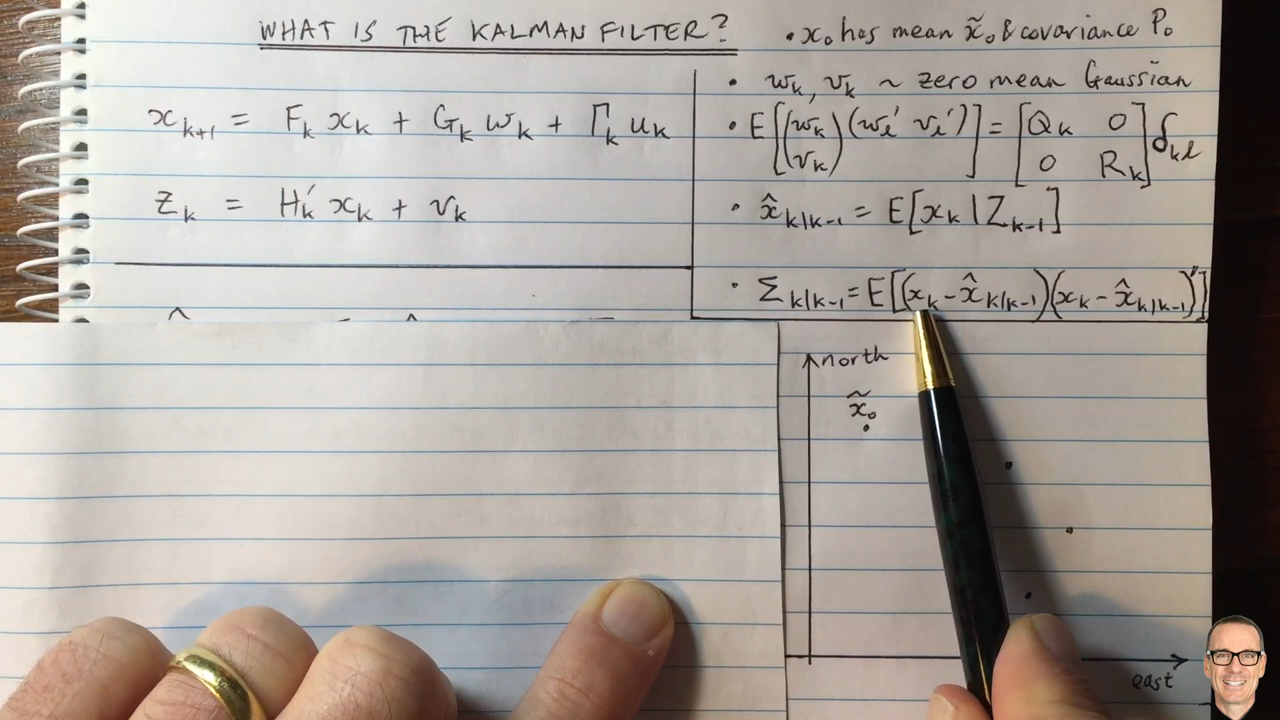 WHAT IS THE KALMAN FILTER?
x_{k+1} = F_k x_k + G_k w_k + Γ_k u_k
z_k = H_k' x_k + v_k
• x₀ has mean x̃₀ & covariance P₀
• w_k, v_k ~ zero mean Gaussian
• E[(w_k; v_k)(w_l' v_l')] = [Q_k 0; 0 R_k] δ_{kl}
• x̂_{k|k-1} = E[x_k | Z_{k-1}]
• Σ_{k|k-1} = E[(x_k - x̂_{k|k-1})(x_k - x̂_{k|k-1})']
north
x̃₀
east